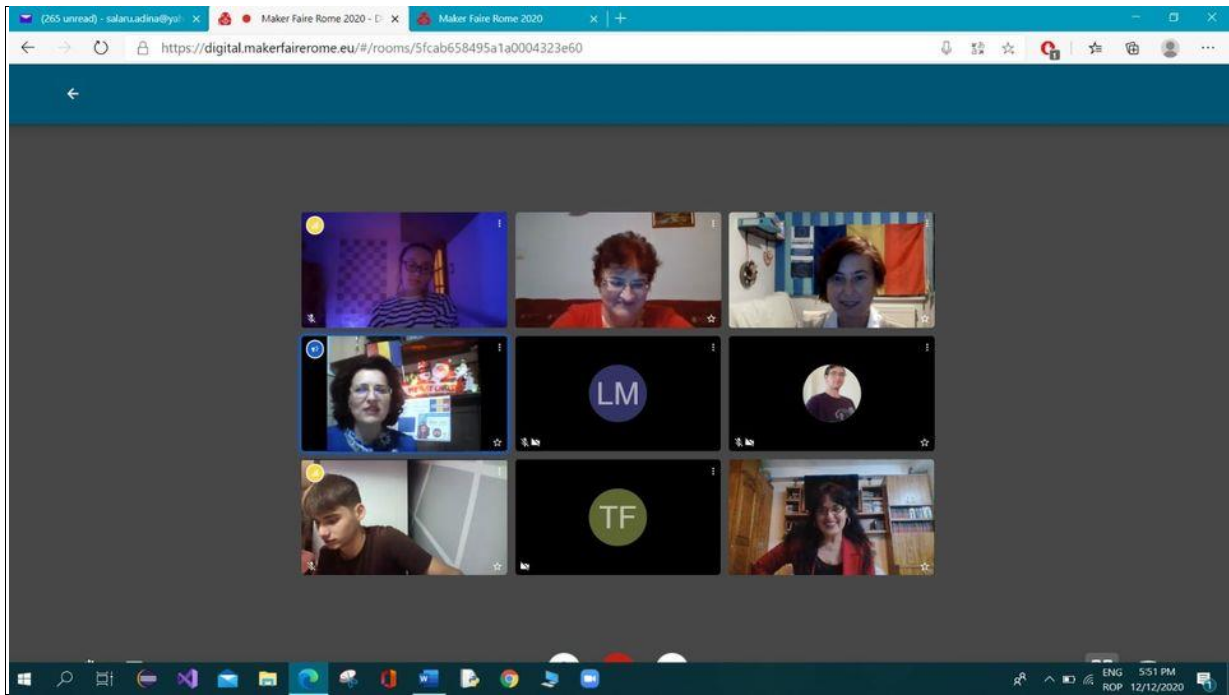 (265 unread) - salaru.adina@yah
Maker Faire Rome 2020 - D
Maker Faire Rome 2020
https://digital.makerfairerome.eu/#/rooms/5fcab658495a1a0004323e60
1
LM
TF
ENG
5:51 PM
ROP
12/12/2020